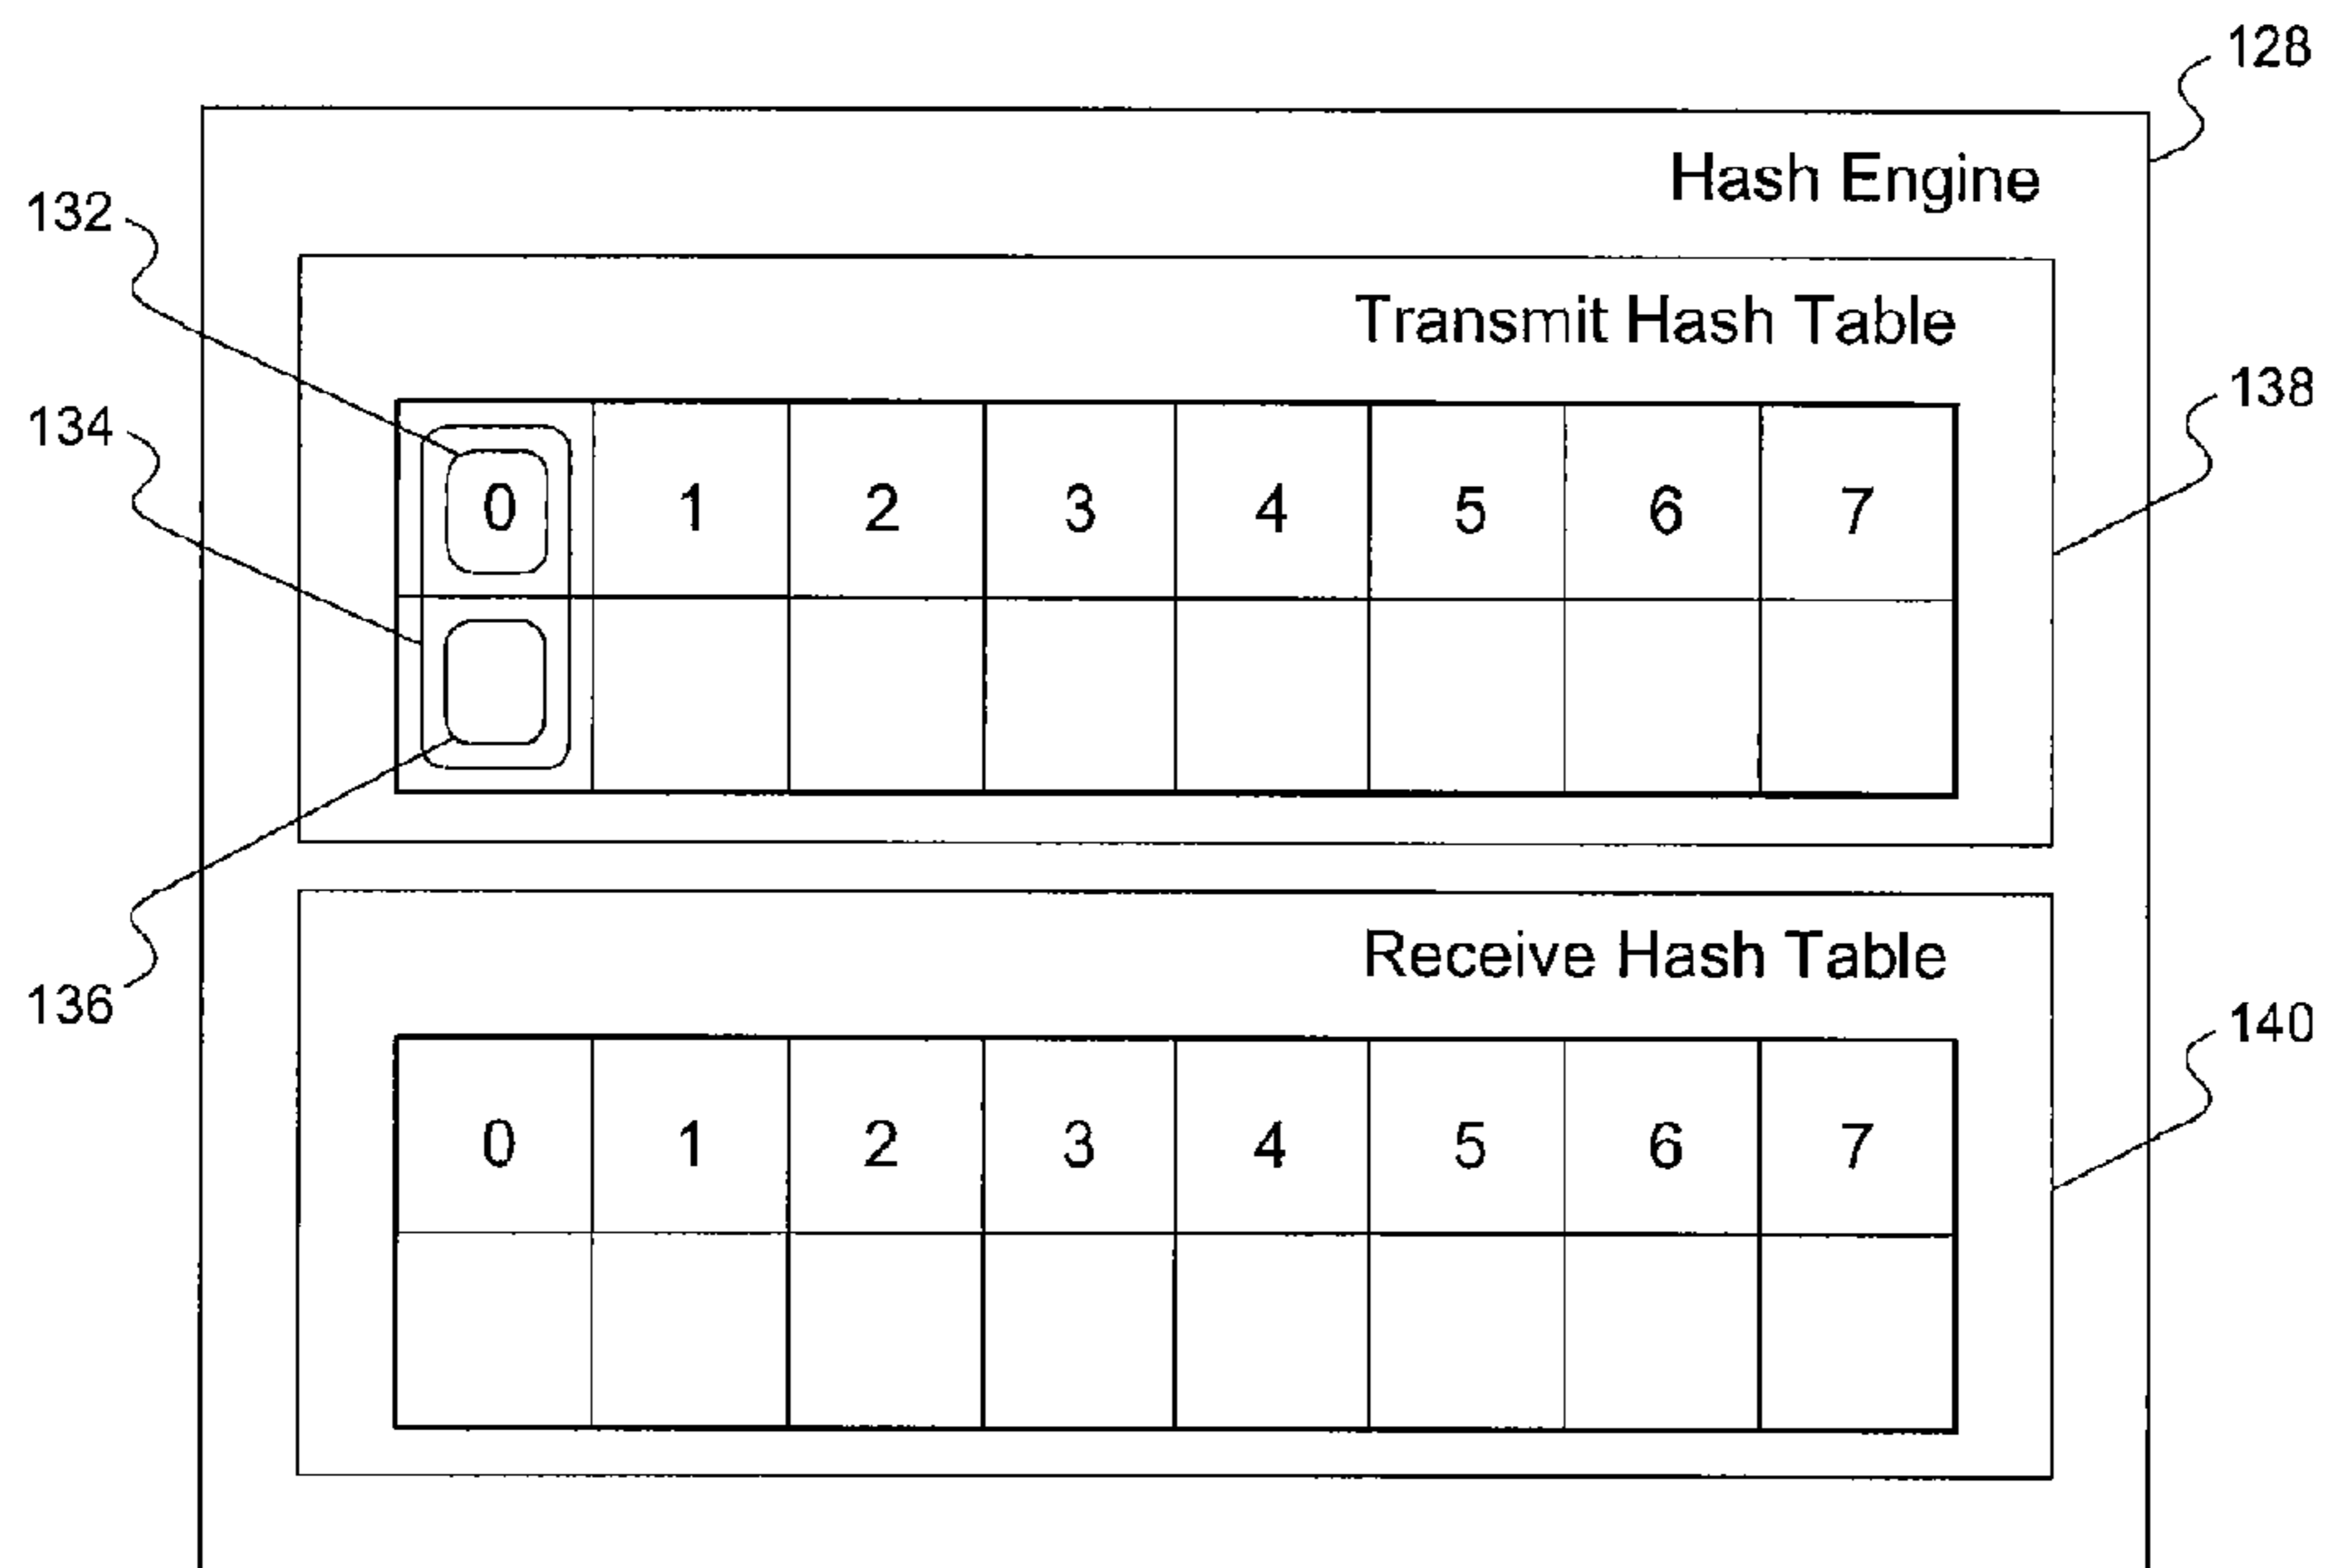 128
Hash Engine
132
Transmit Hash Table
138
134
0 1 2 3 4 5 6 7
136
Receive Hash Table
140
0 1 2 3 4 5 6 7